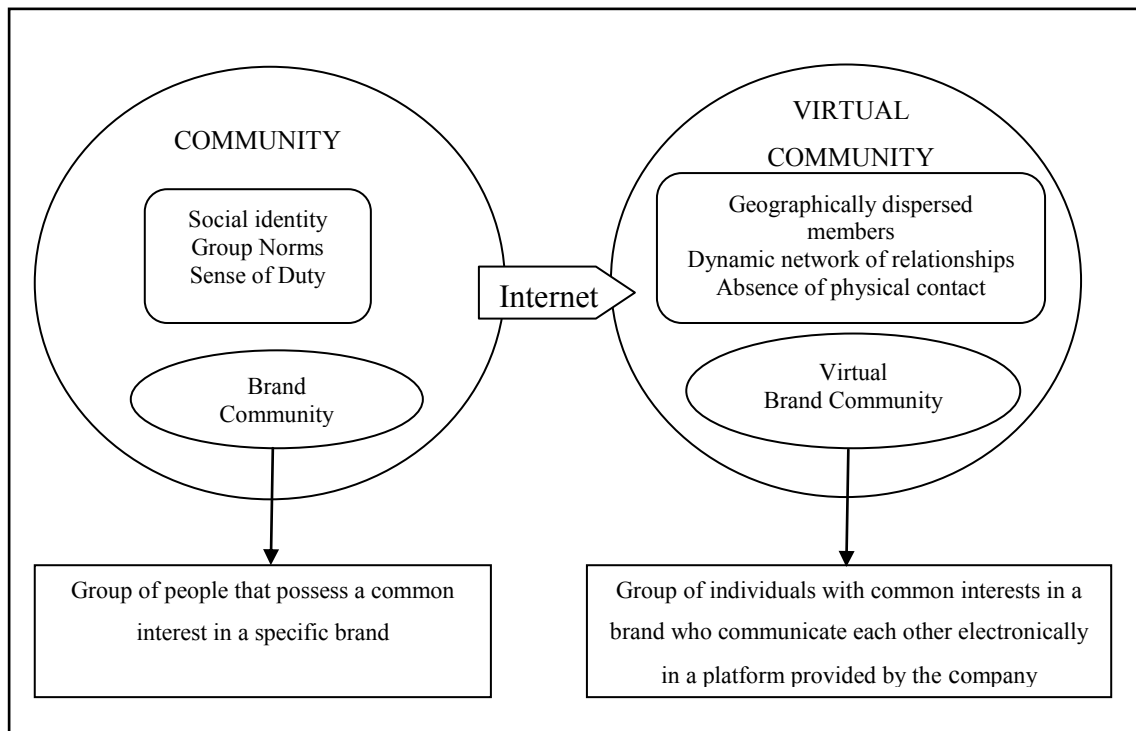 COMMUNITY
Social identity
Group Norms
Sense of Duty
Brand
Community
Group of people that possess a common
interest in a specific brand
Internet
VIRTUAL
COMMUNITY
Geographically dispersed
members
Dynamic network of relationships
Absence of physical contact
Virtual
Brand Community
Group of individuals with common interests in a
brand who communicate each other electronically
in a platform provided by the company